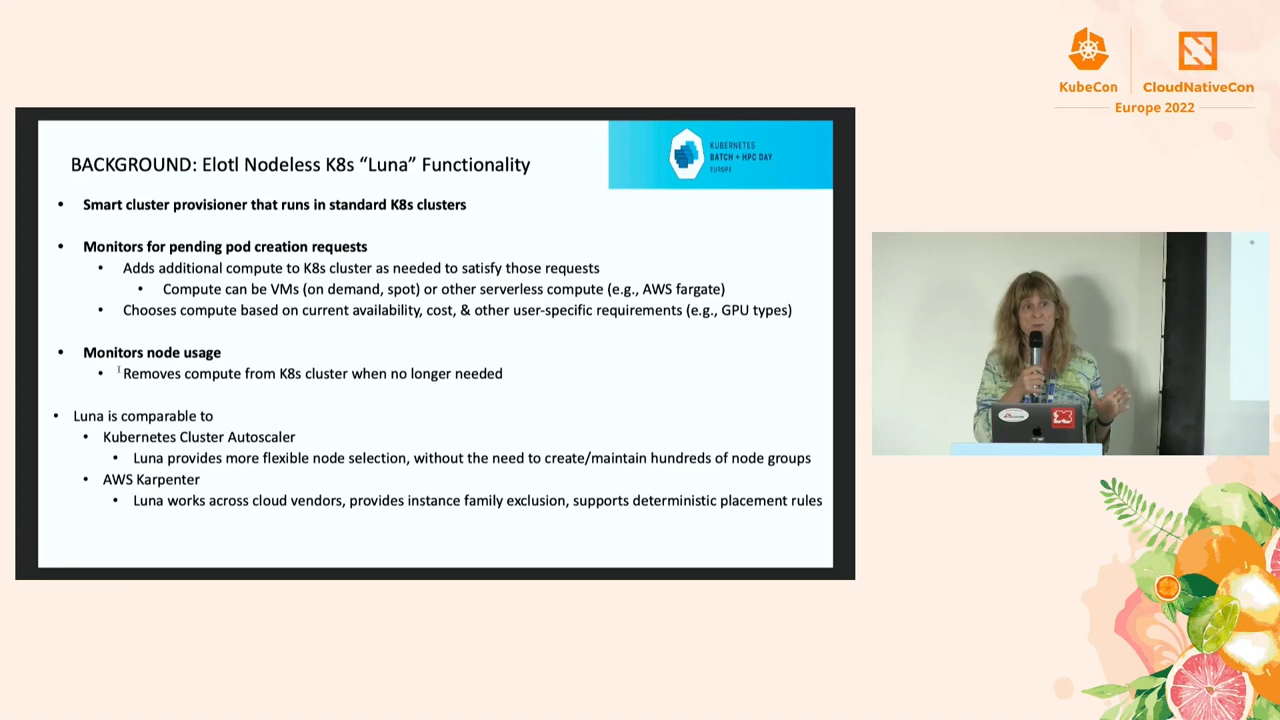 KubeCon
CloudNativeCon
Europe 2022
KUBERNETES
BATCH + HPC DAY
EUROPE
BACKGROUND: Elotl Nodeless K8s “Luna” Functionality
• Smart cluster provisioner that runs in standard K8s clusters
• Monitors for pending pod creation requests
• Adds additional compute to K8s cluster as needed to satisfy those requests
• Compute can be VMs (on demand, spot) or other serverless compute (e.g., AWS fargate)
• Chooses compute based on current availability, cost, & other user-specific requirements (e.g., GPU types)
• Monitors node usage
• Removes compute from K8s cluster when no longer needed
• Luna is comparable to
• Kubernetes Cluster Autoscaler
• Luna provides more flexible node selection, without the need to create/maintain hundreds of node groups
• AWS Karpenter
• Luna works across cloud vendors, provides instance family exclusion, supports deterministic placement rules